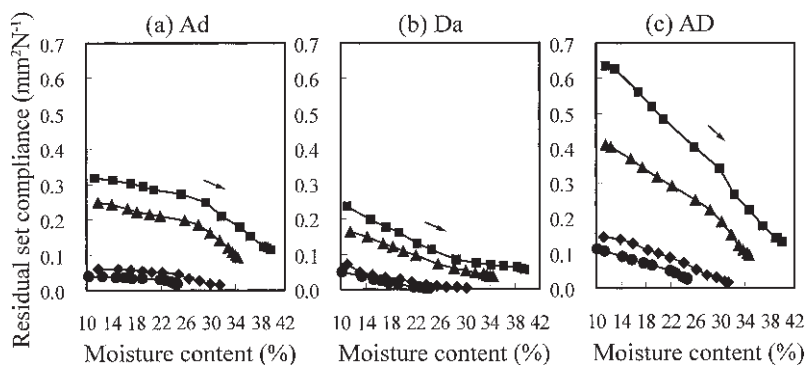 (a) Ad
(b) Da
(c) AD
Residual set compliance (mm²N⁻¹)
0.7
0.6
0.5
0.4
0.3
0.2
0.1
0.0
0.7
0.6
0.5
0.4
0.3
0.2
0.1
0.0
0.7
0.6
0.5
0.4
0.3
0.2
0.1
0.0
10 14 18 22 26 30 34 38 42
10 14 18 22 26 30 34 38 42
10 14 18 22 26 30 34 38 42
Moisture content (%)
Moisture content (%)
Moisture content (%)